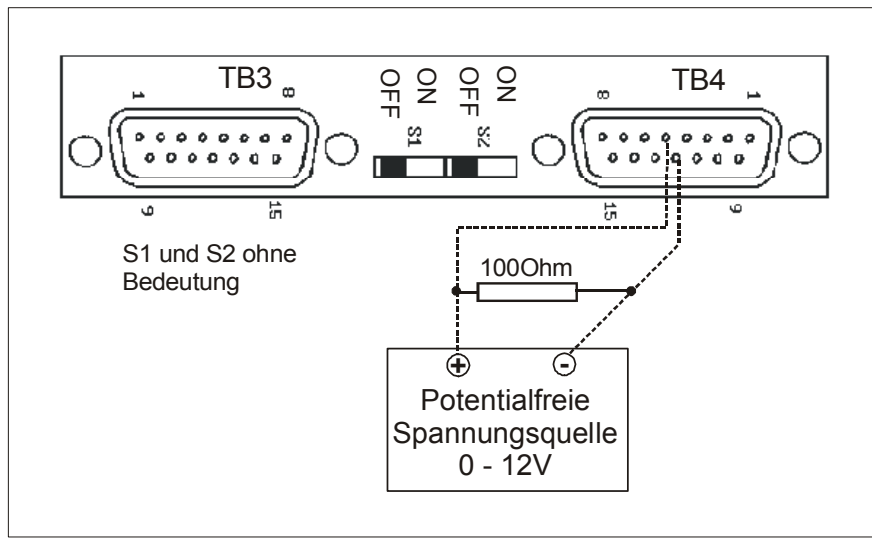 TB3
OFF ON OFF ON
TB4
1 8
S1 S2
8 1
9 15
15 9
S1 und S2 ohne
Bedeutung
100Ohm
+ -
Potentialfreie
Spannungsquelle
0 - 12V